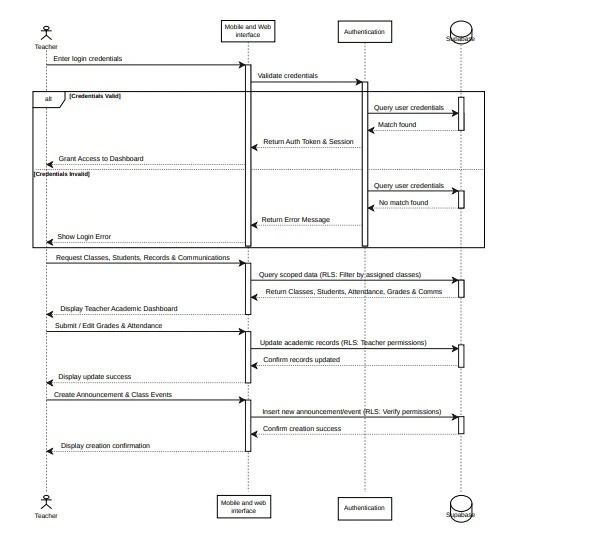 Teacher
Mobile and Web
interface
Authentication
Supabase
Enter login credentials
Validate credentials
alt
[Credentials Valid]
Query user credentials
Match found
Return Auth Token & Session
Grant Access to Dashboard
[Credentials Invalid]
Query user credentials
No match found
Return Error Message
Show Login Error
Request Classes, Students, Records & Communications
Query scoped data (RLS: Filter by assigned classes)
Return Classes, Students, Attendance, Grades & Comms
Display Teacher Academic Dashboard
Submit / Edit Grades & Attendance
Update academic records (RLS: Teacher permissions)
Confirm records updated
Display update success
Create Announcement & Class Events
Insert new announcement/event (RLS: Verify permissions)
Confirm creation success
Display creation confirmation
Teacher
Mobile and web
interface
Authentication
Supabase